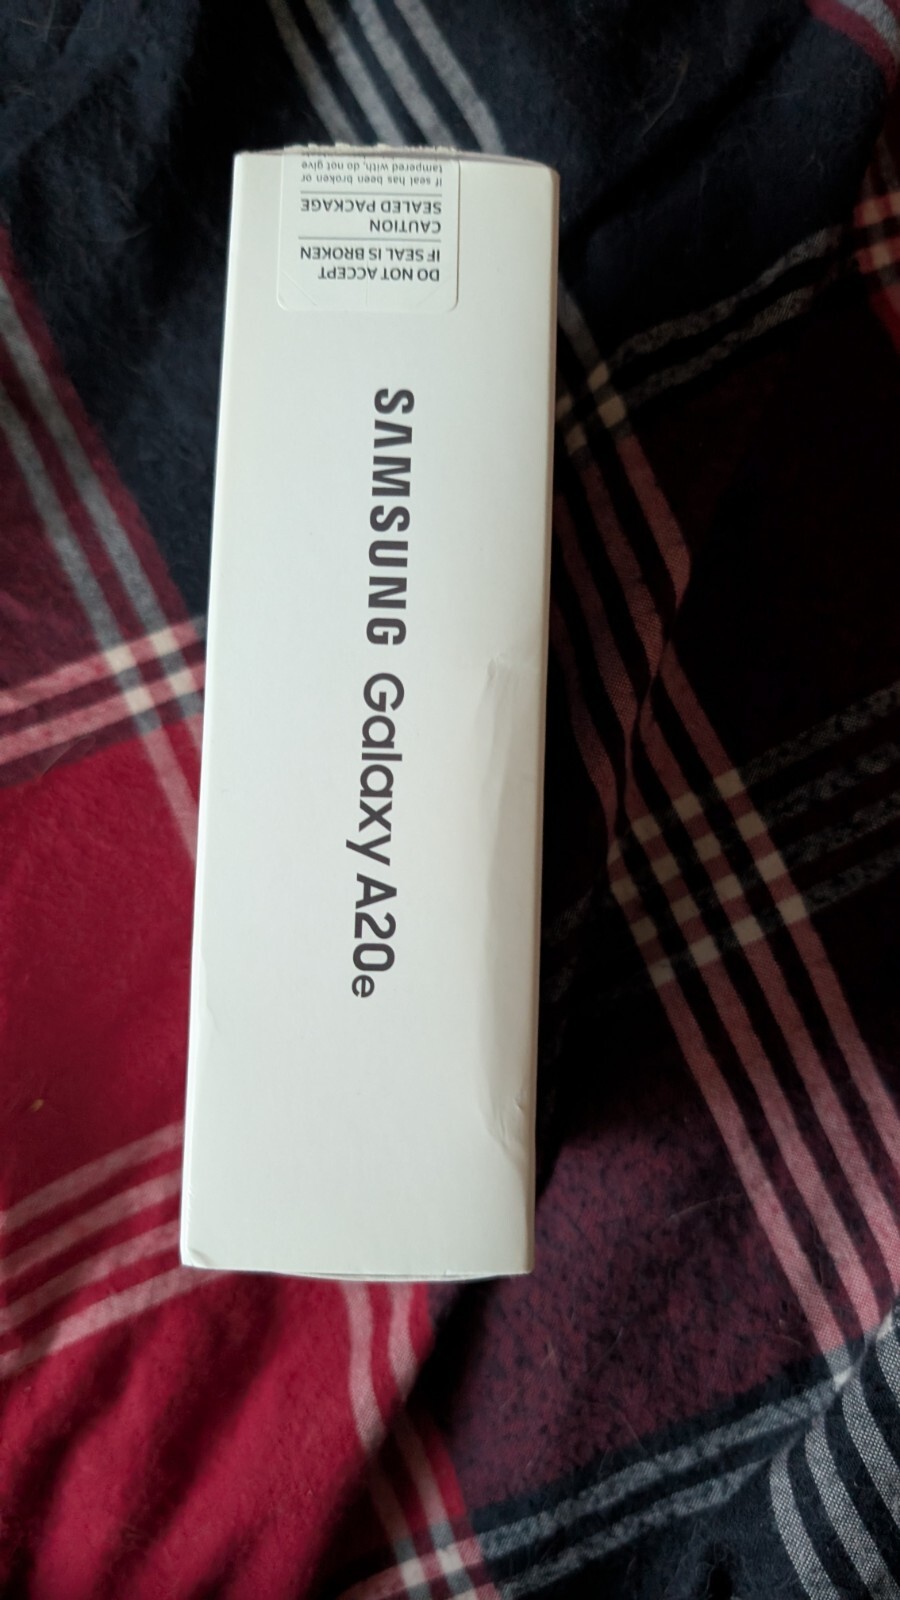 SAMSUNG Galaxy A20e
DO NOT ACCEPT
IF SEAL IS BROKEN
CAUTION
SEALED PACKAGE
If seal has been broken or
tampered with, do not give